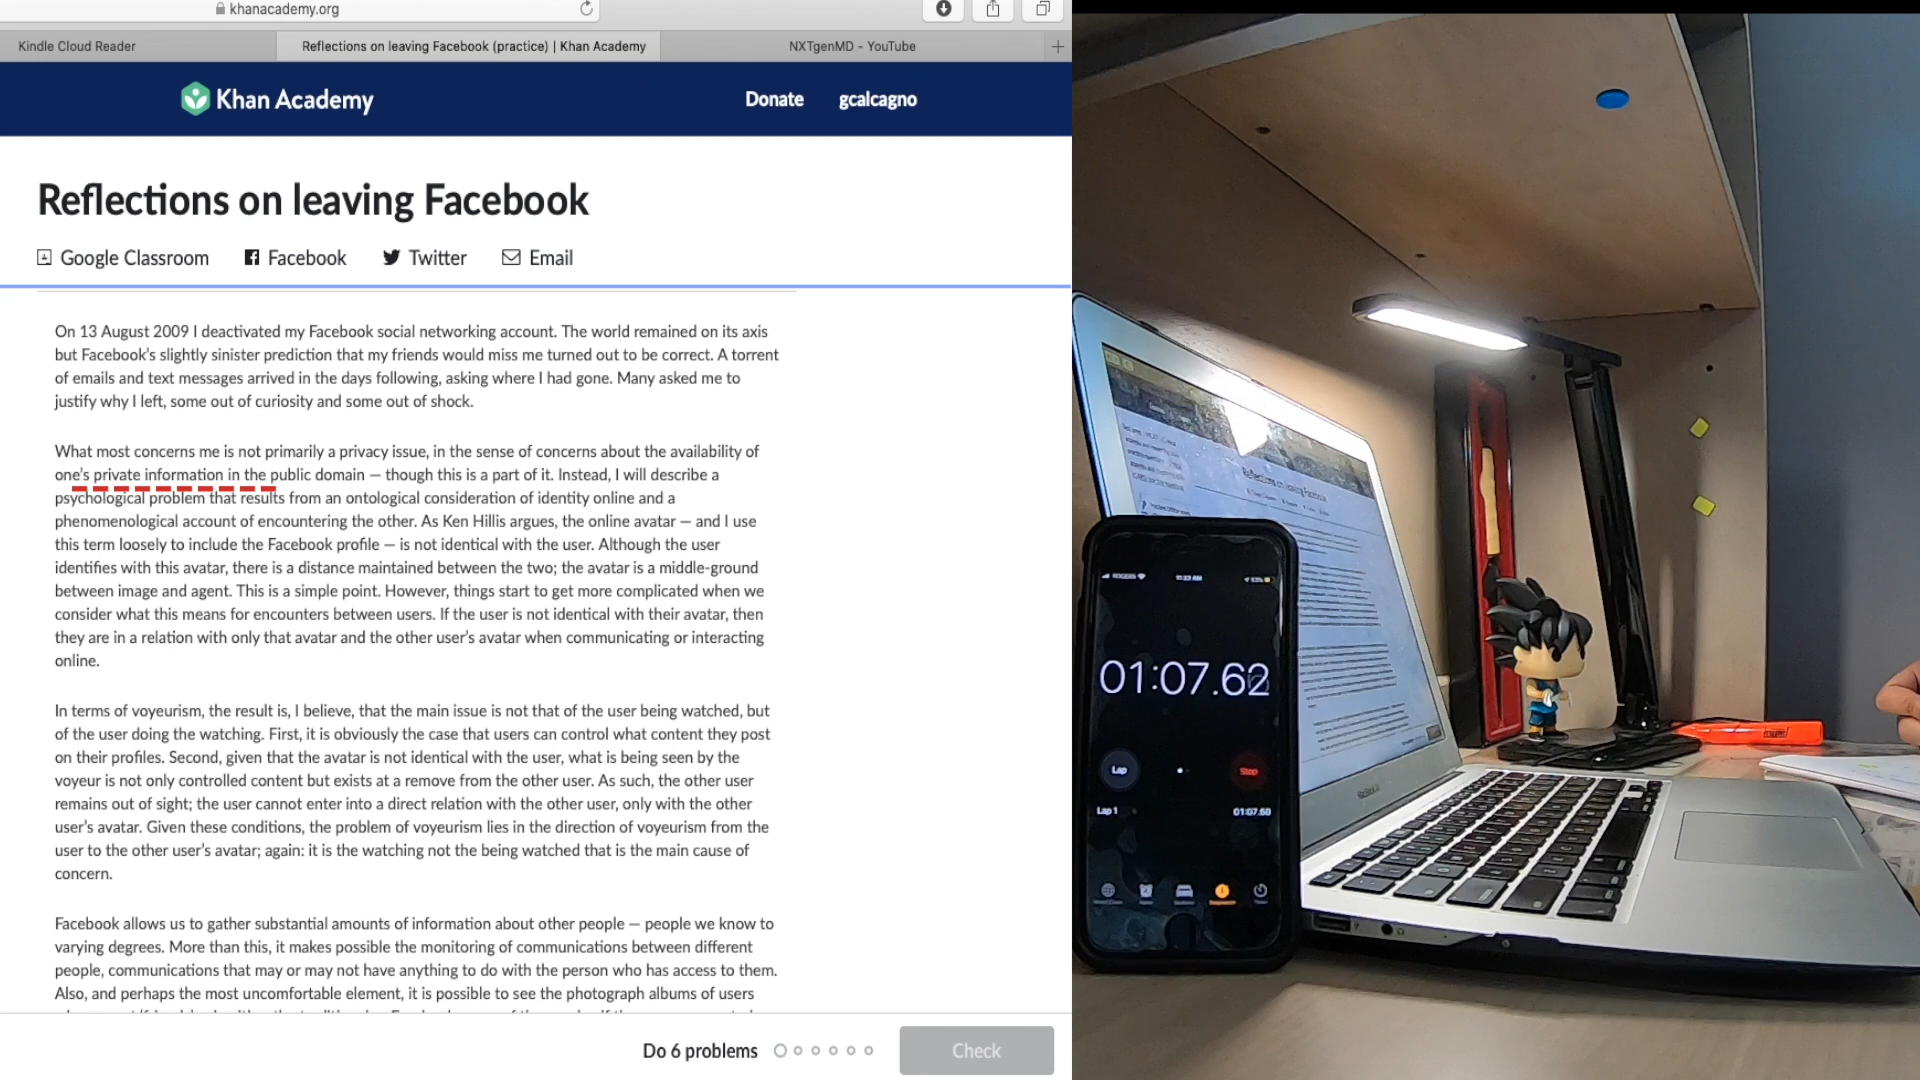 khanacademy.org
Kindle Cloud Reader
Reflections on leaving Facebook (practice) | Khan Academy
NXTgenMD - YouTube
Khan Academy
Donate
gcalcagno
Reflections on leaving Facebook
Google Classroom
Facebook
Twitter
Email
On 13 August 2009 I deactivated my Facebook social networking account. The world remained on its axis
but Facebook's slightly sinister prediction that my friends would miss me turned out to be correct. A torrent
of emails and text messages arrived in the days following, asking where I had gone. Many asked me to
justify why I left, some out of curiosity and some out of shock.
What most concerns me is not primarily a privacy issue, in the sense of concerns about the availability of
one's private information in the public domain — though this is a part of it. Instead, I will describe a
psychological problem that results from an ontological consideration of identity online and a
phenomenological account of encountering the other. As Ken Hillis argues, the online avatar — and I use
this term loosely to include the Facebook profile — is not identical with the user. Although the user
identifies with this avatar, there is a distance maintained between the two; the avatar is a middle-ground
between image and agent. This is a simple point. However, things start to get more complicated when we
consider what this means for encounters between users. If the user is not identical with their avatar, then
they are in a relation with only that avatar and the other user's avatar when communicating or interacting
online.
In terms of voyeurism, the result is, I believe, that the main issue is not that of the user being watched, but
of the user doing the watching. First, it is obviously the case that users can control what content they post
on their profiles. Second, given that the avatar is not identical with the user, what is being seen by the
voyeur is not only controlled content but exists at a remove from the other user. As such, the other user
remains out of sight; the user cannot enter into a direct relation with the other user, only with the other
user's avatar. Given these conditions, the problem of voyeurism lies in the direction of voyeurism from the
user to the other user's avatar; again: it is the watching not the being watched that is the main cause of
concern.
Facebook allows us to gather substantial amounts of information about other people — people we know to
varying degrees. More than this, it makes possible the monitoring of communications between different
people, communications that may or may not have anything to do with the person who has access to them.
Also, and perhaps the most uncomfortable element, it is possible to see the photograph albums of users
Do 6 problems
Check
Reflections on leaving Facebook
ROGERS
01:07.62
Lap
Stop
Lap 1
MacBook Air